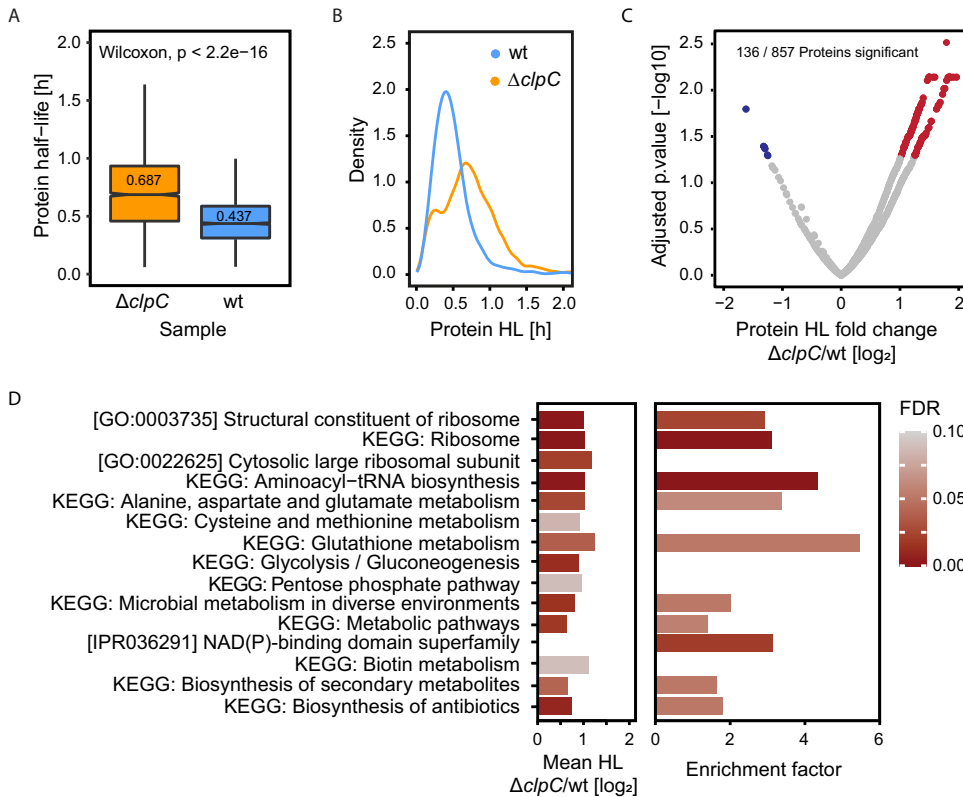 A
Wilcoxon, p < 2.2e−16
Protein half−life [h]
2.0
1.5
1.0
0.5
0.0
0.687
0.437
ΔclpC
wt
Sample
B
wt
ΔclpC
Density
2.5
2.0
1.5
1.0
0.5
0.0
0.0 0.5 1.0 1.5 2.0
Protein HL [h]
C
136 / 857 Proteins significant
Adjusted p.value [-log10]
2.5
2.0
1.5
1.0
0.5
0.0
−2 −1 0 1 2
Protein HL fold change
ΔclpC/wt [log₂]
D
[GO:0003735] Structural constituent of ribosome
KEGG: Ribosome
[GO:0022625] Cytosolic large ribosomal subunit
KEGG: Aminoacyl−tRNA biosynthesis
KEGG: Alanine, aspartate and glutamate metabolism
KEGG: Cysteine and methionine metabolism
KEGG: Glutathione metabolism
KEGG: Glycolysis / Gluconeogenesis
KEGG: Pentose phosphate pathway
KEGG: Microbial metabolism in diverse environments
KEGG: Metabolic pathways
[IPR036291] NAD(P)-binding domain superfamily
KEGG: Biotin metabolism
KEGG: Biosynthesis of secondary metabolites
KEGG: Biosynthesis of antibiotics
0 1 2
Mean HL
ΔclpC/wt [log₂]
0 2 4 6
Enrichment factor
FDR
0.10
0.05
0.00